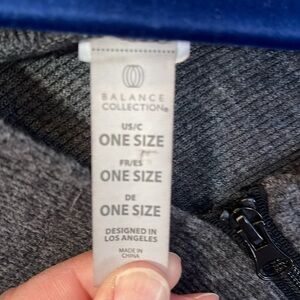 BALANCE
COLLECTION®
US/C
ONE SIZE
FR/ES
ONE SIZE
DE
ONE SIZE
DESIGNED IN
LOS ANGELES
MADE IN
CHINA